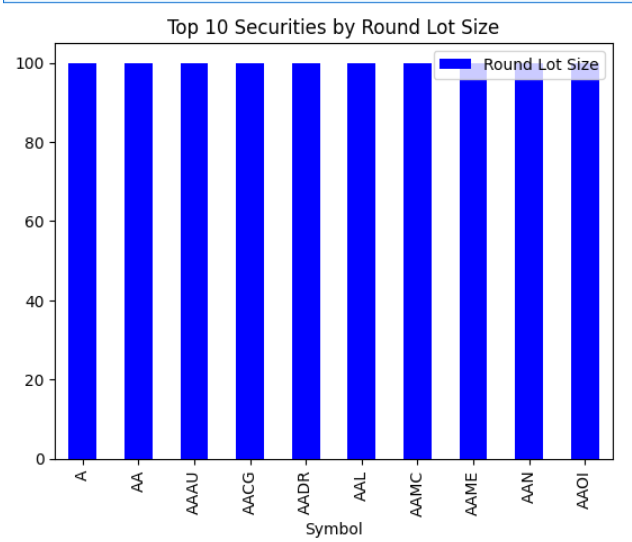 Top 10 Securities by Round Lot Size
Round Lot Size
100
80
60
40
20
0
A
AA
AAAU
AACG
AADR
AAL
AAMC
AAME
AAN
AAOI
Symbol